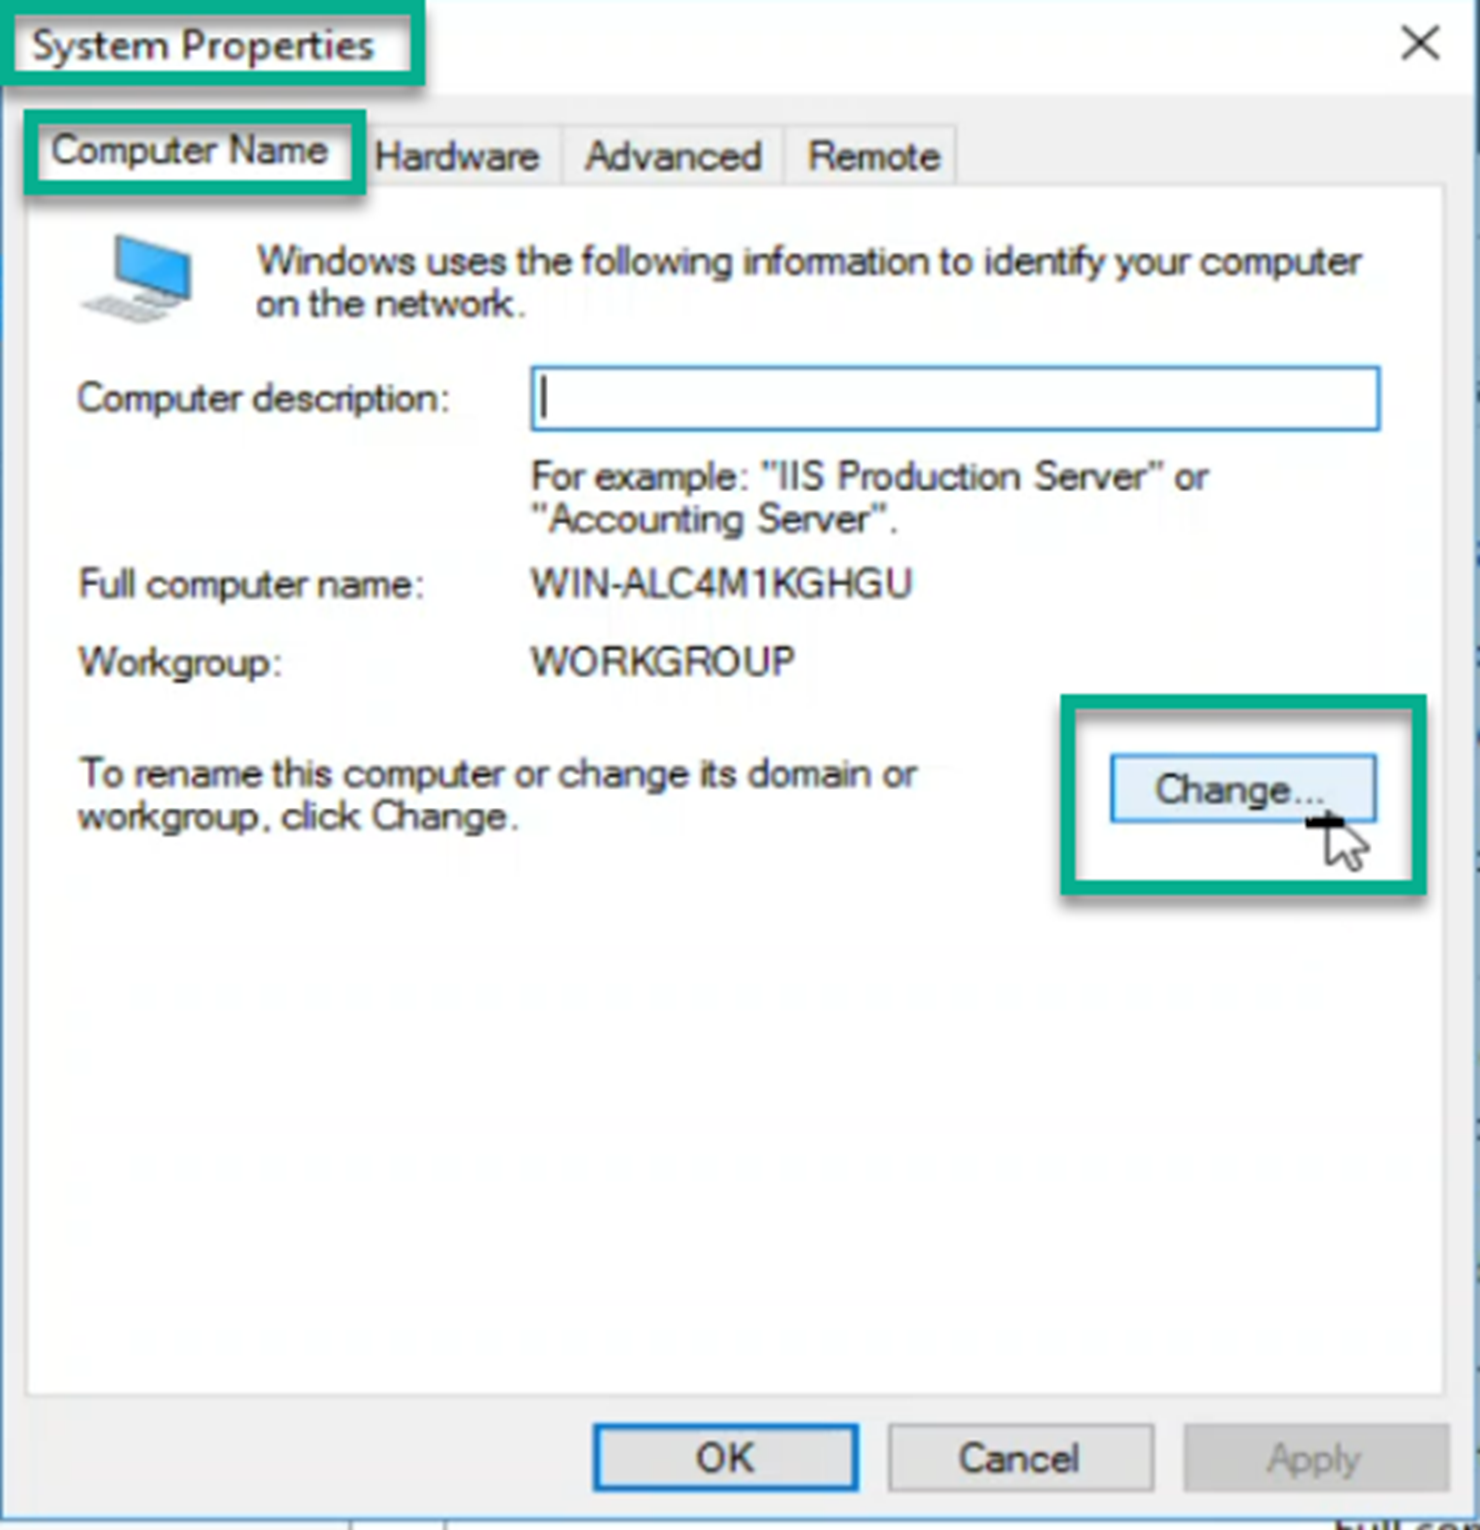 System Properties
Computer Name
Hardware
Advanced
Remote
Windows uses the following information to identify your computer
on the network.
Computer description:
For example: "IIS Production Server" or
"Accounting Server".
Full computer name:
WIN-ALC4M1KGHGU
Workgroup:
WORKGROUP
To rename this computer or change its domain or
workgroup, click Change.
Change...
OK
Cancel
Apply